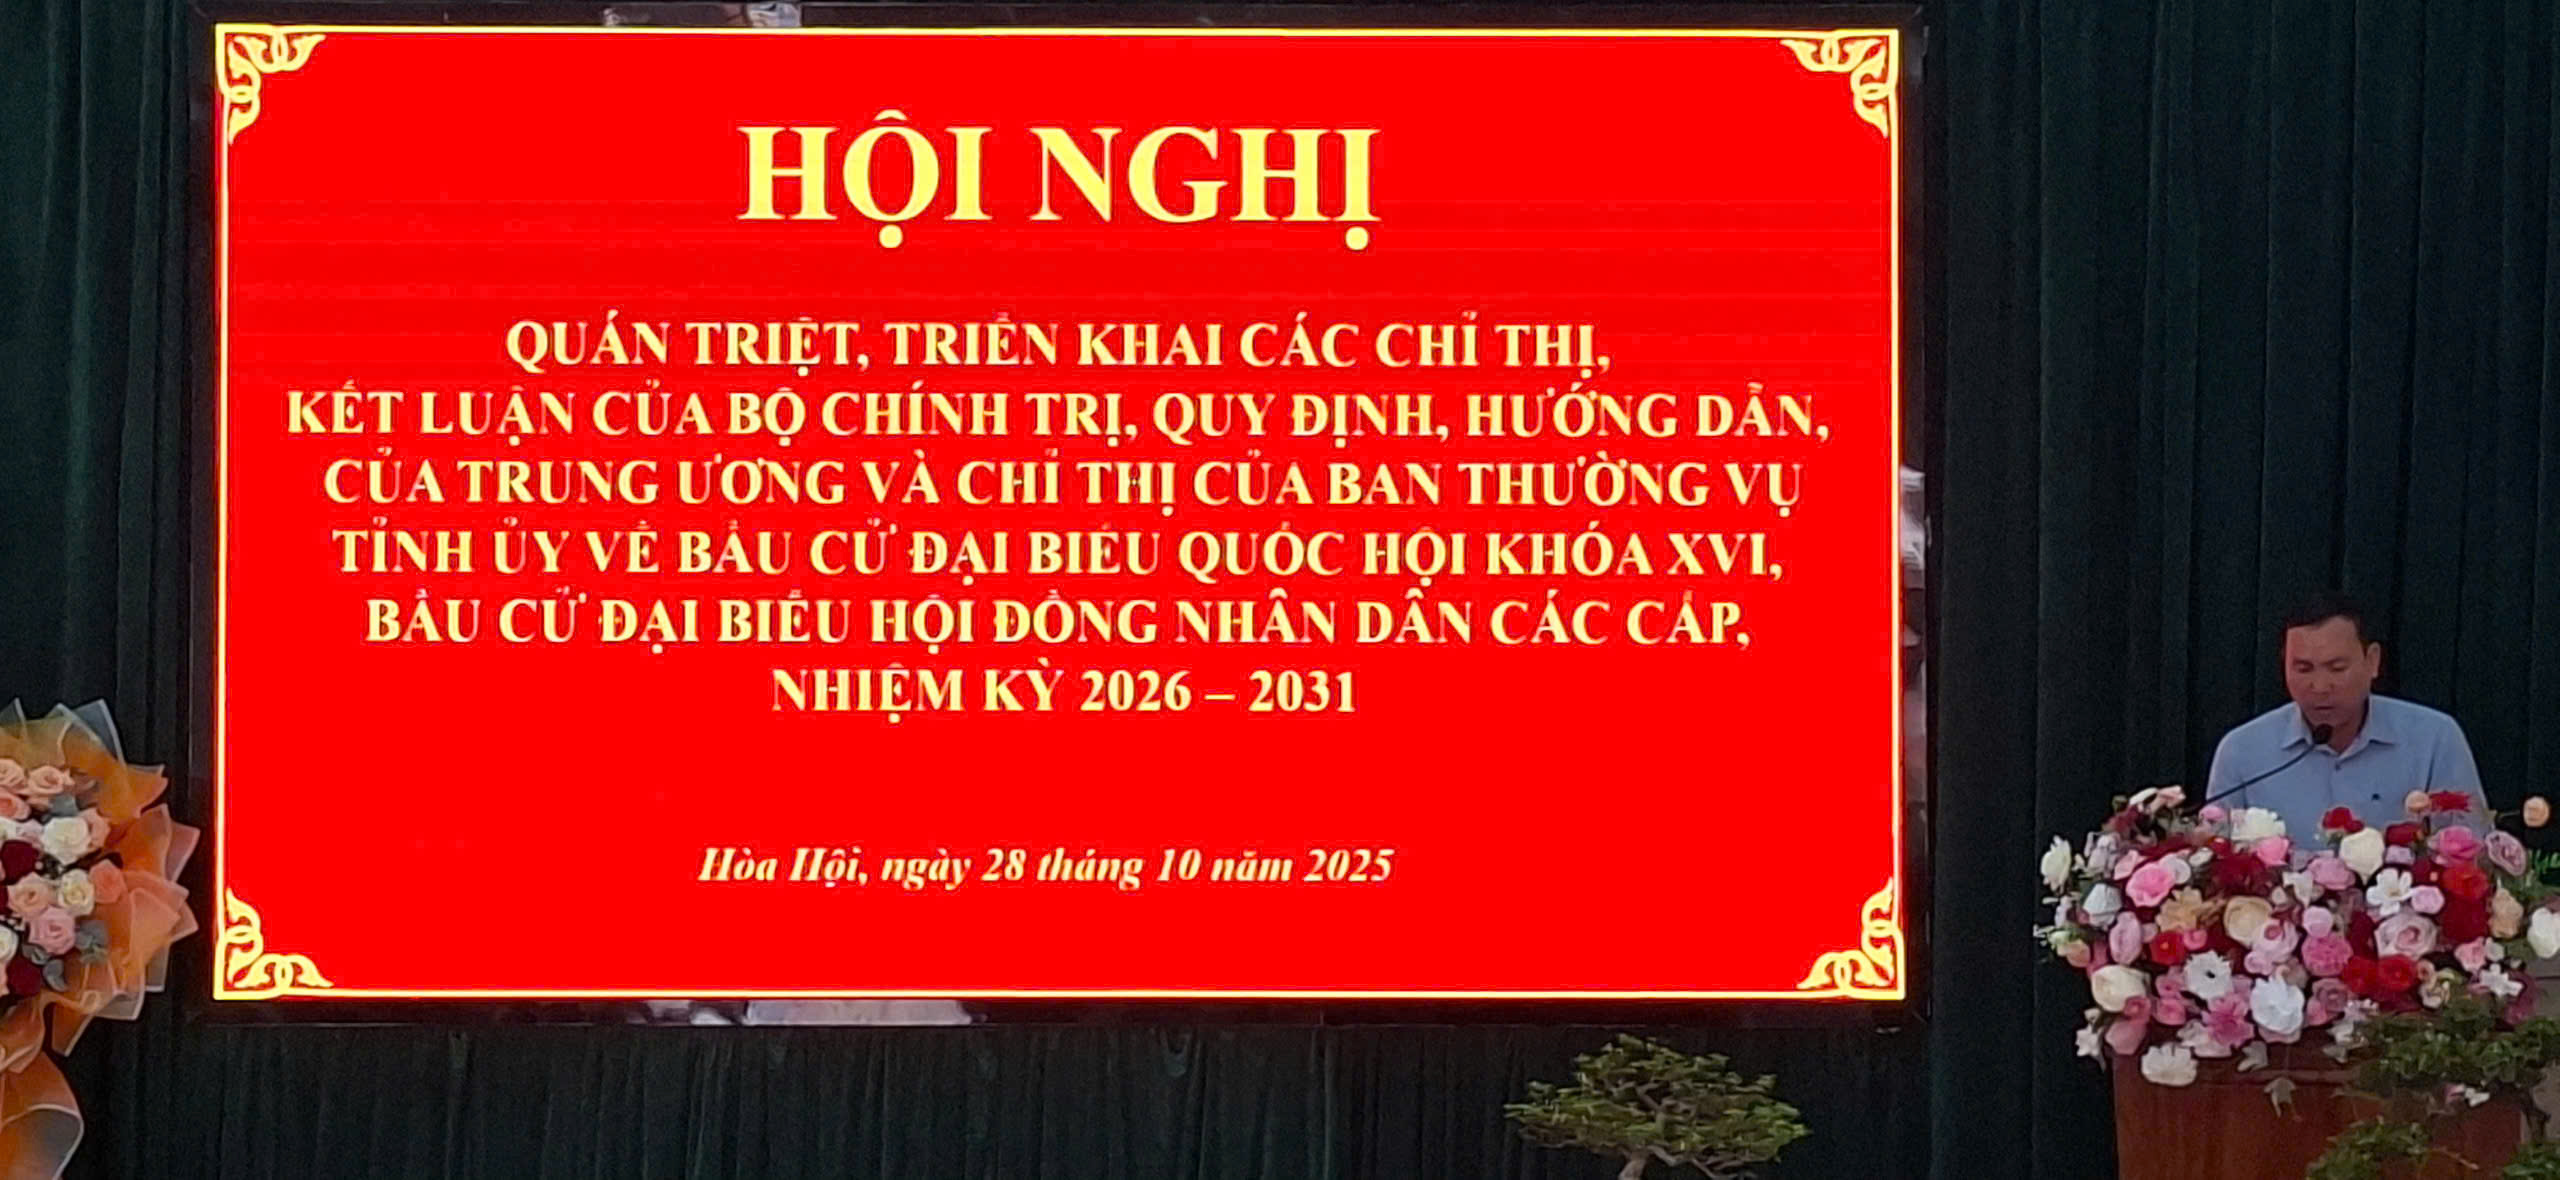 HỘI NGHỊ
QUÁN TRIỆT, TRIỂN KHAI CÁC CHỈ THỊ,
KẾT LUẬN CỦA BỘ CHÍNH TRỊ, QUY ĐỊNH, HƯỚNG DẪN,
CỦA TRUNG ƯƠNG VÀ CHỈ THỊ CỦA BAN THƯỜNG VỤ
TỈNH ỦY VỀ BẦU CỬ ĐẠI BIỂU QUỐC HỘI KHÓA XVI,
BẦU CỬ ĐẠI BIỂU HỘI ĐỒNG NHÂN DÂN CÁC CẤP,
NHIỆM KỲ 2026 – 2031
Hòa Hội, ngày 28 tháng 10 năm 2025